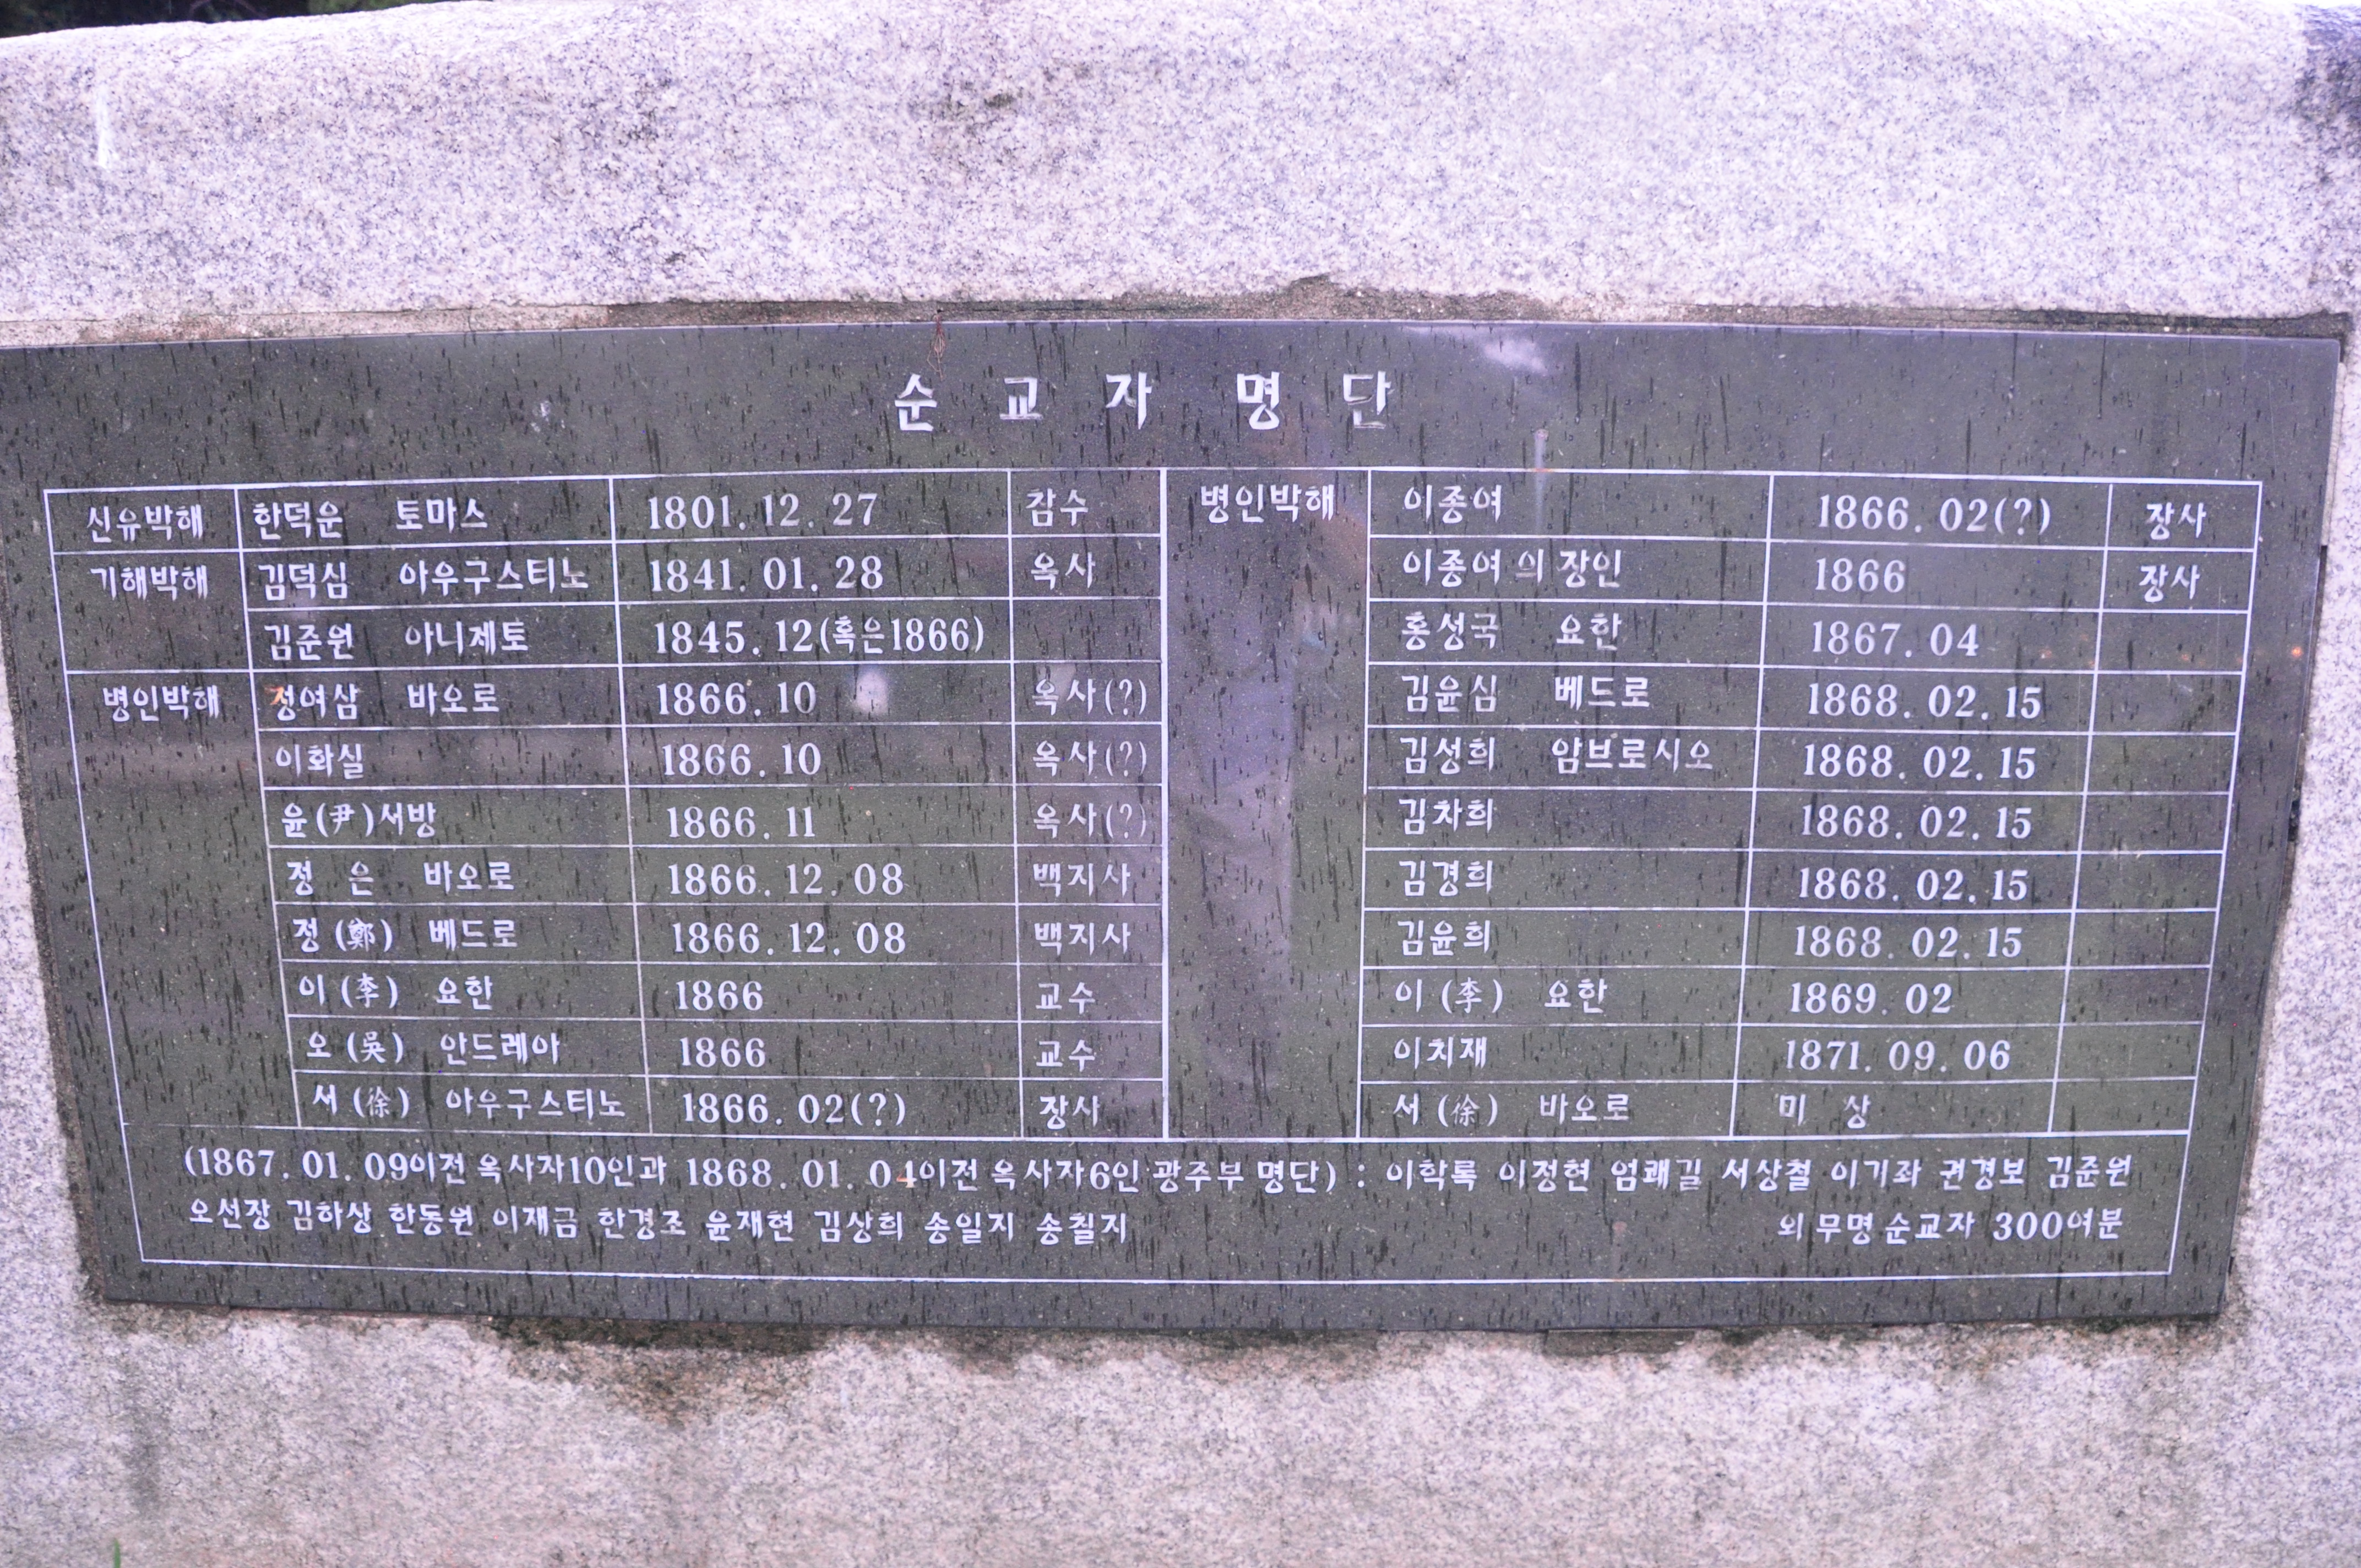 순교자 명단
신유박해 한덕운 토마스 1801.12.27 참수
기해박해 김덕심 아우구스티노 1841.01.28 옥사
김준원 아니제토 1845.12(혹은1866)
병인박해 정여삼 바오로 1866.10 옥사(?)
이화실 1866.10 옥사(?)
윤(尹)서방 1866.11 옥사(?)
정 은 바오로 1866.12.08 백지사
정(鄭) 베드로 1866.12.08 백지사
이(李) 요한 1866 교수
오(吳) 안드레아 1866 교수
서(徐) 아우구스티노 1866.02(?) 장사
병인박해 이종여 1866.02(?) 장사
이종여의 장인 1866 장사
홍성국 요한 1867.04
김윤심 베드로 1868.02.15
김성희 암브로시오 1868.02.15
김차희 1868.02.15
김경희 1868.02.15
김윤희 1868.02.15
이(李) 요한 1869.02
이치재 1871.09.06
서(徐) 바오로 미 상
(1867.01.09이전 옥사자10인과 1868.01.04이전 옥사자6인 광주부 명단) : 이학록 이정현 엄쾌길 서상철 이기좌 권경보 김준원
오선장 김하상 한동원 이재금 한경조 윤재현 김상희 송일지 송칠지 외 무명순교자 300여분